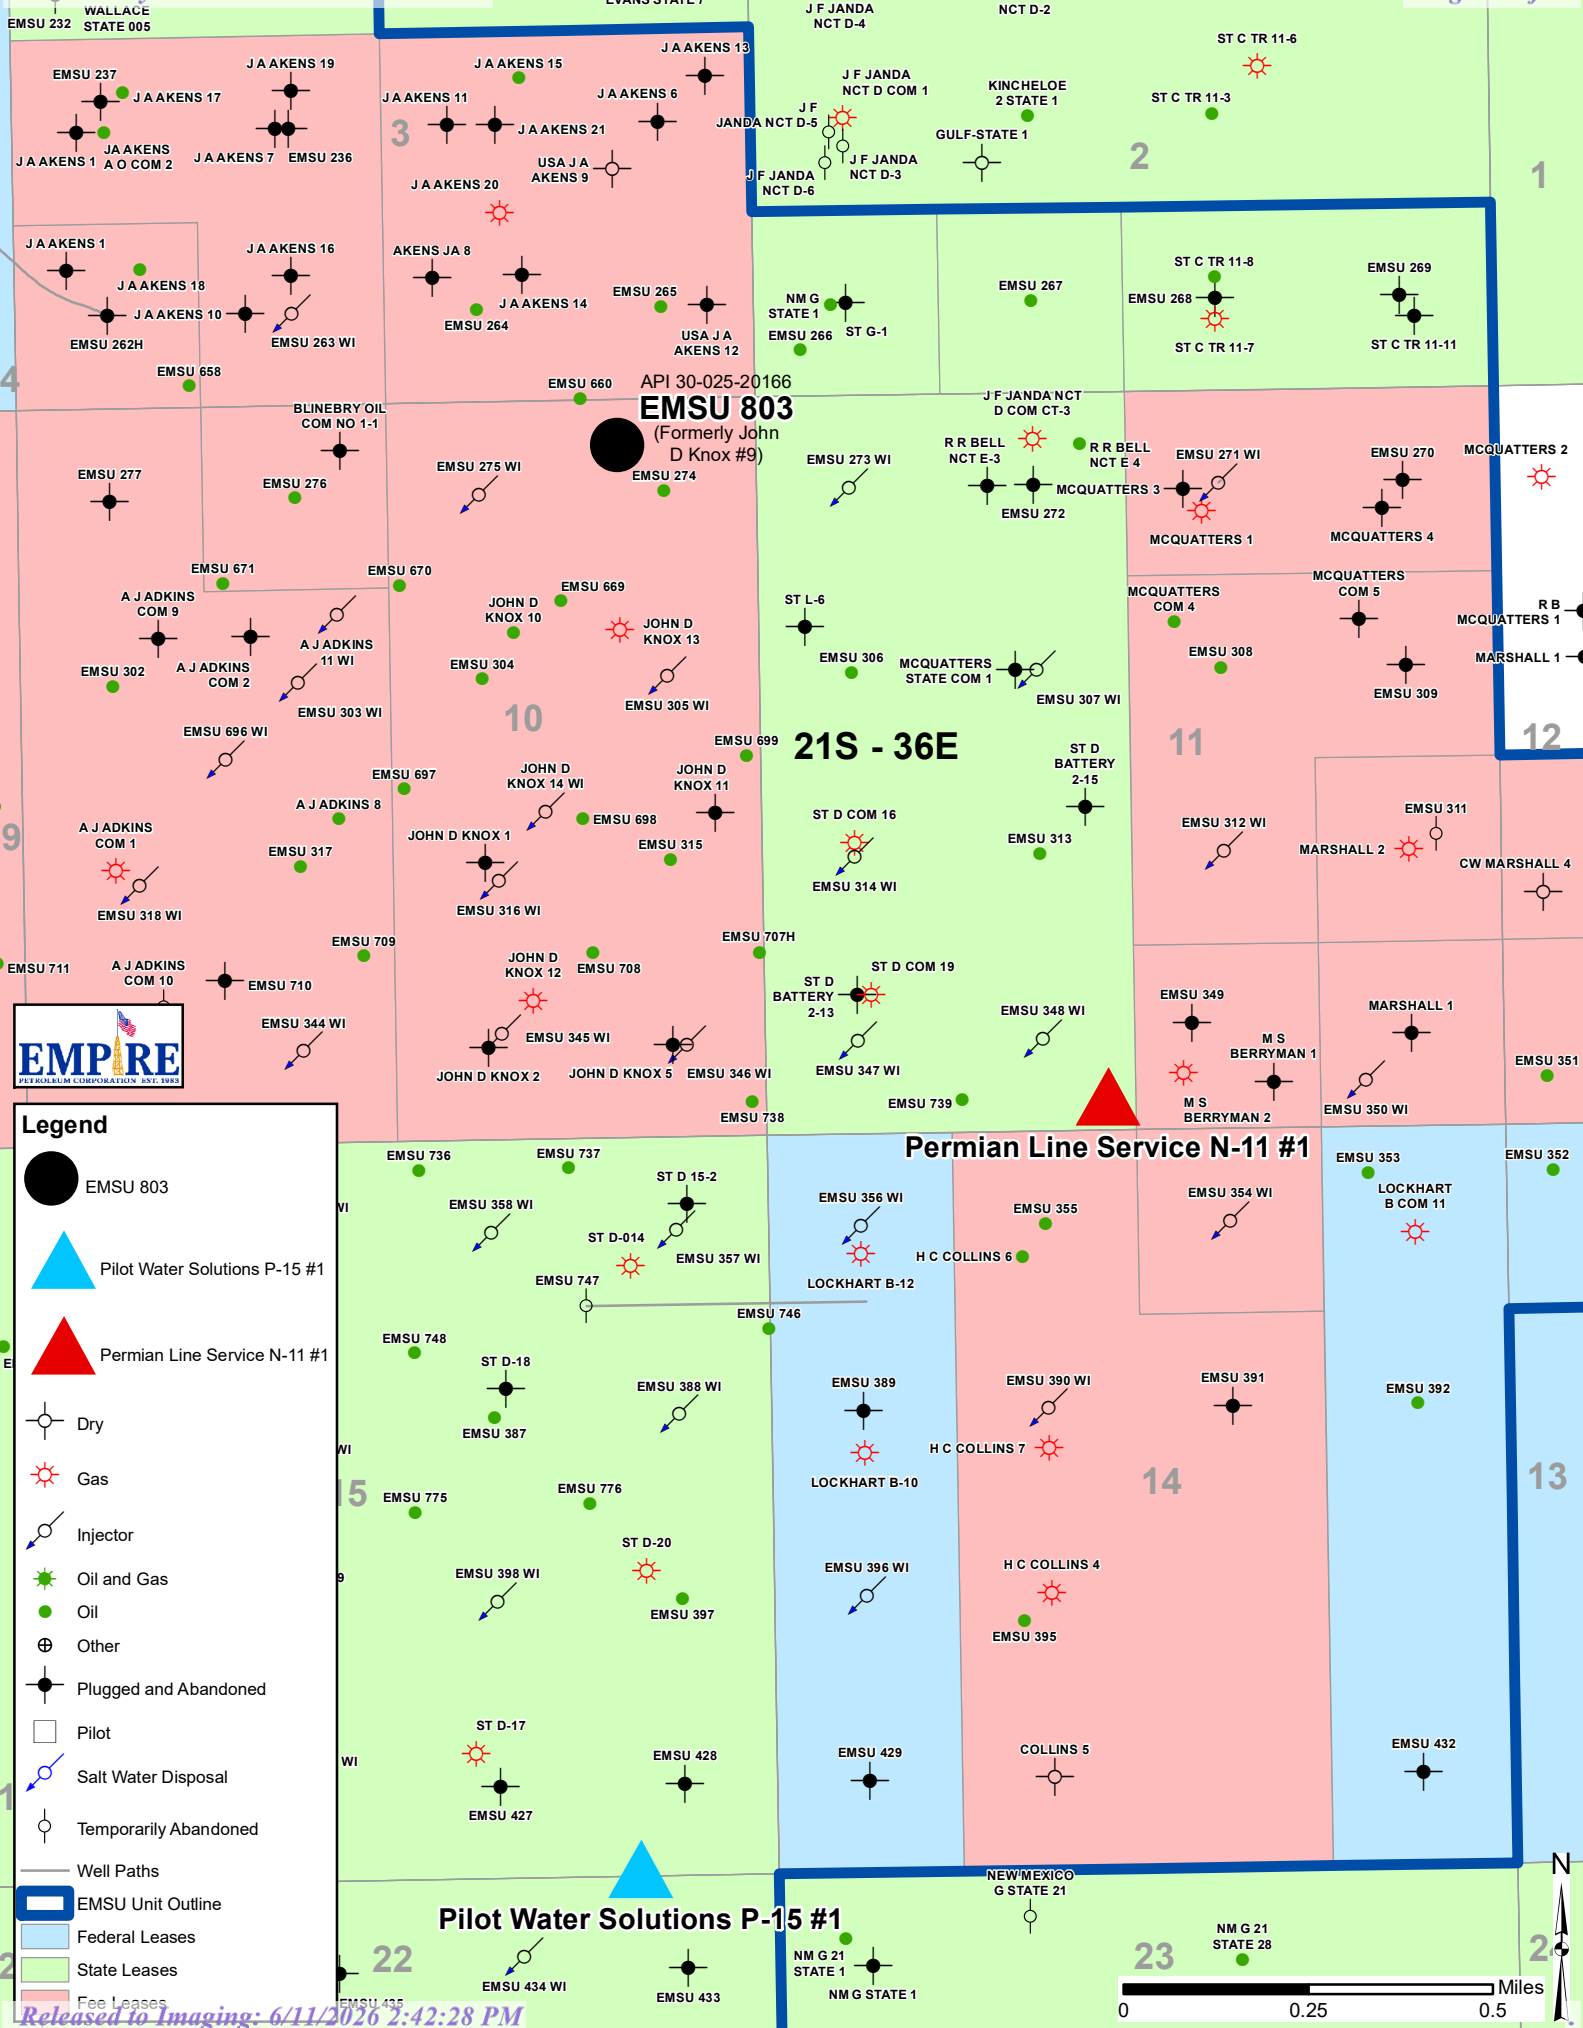 EMSU 232
WALLACE
STATE 005
EVANS STATE 7
J F JANDA
NCT D-4
NCT D-2
ST C TR 11-6
EMSU 237
J A AKENS 17
J A AKENS 19
J A AKENS 15
J A AKENS 13
J A AKENS 11
J A AKENS 6
J F JANDA
NCT D COM 1
J F
JANDA NCT D-5
KINCHELOE
2 STATE 1
ST C TR 11-3
GULF-STATE 1
J A AKENS 1
JA AKENS
A O COM 2
J A AKENS 7
EMSU 236
3
J A AKENS 21
USA J A
AKENS 9
J F JANDA
NCT D-3
J F JANDA
NCT D-6
2
1
J A AKENS 20
J A AKENS 1
J A AKENS 18
J A AKENS 16
AKENS JA 8
J A AKENS 14
J A AKENS 10
EMSU 262H
EMSU 263 WI
EMSU 264
EMSU 265
USA J A
AKENS 12
NM G
STATE 1
ST G-1
EMSU 266
EMSU 267
ST C TR 11-8
EMSU 268
ST C TR 11-7
EMSU 269
ST C TR 11-11
4
EMSU 658
EMSU 660
API 30-025-20166
EMSU 803
(Formerly John
D Knox #9)
BLINEBRY OIL
COM NO 1-1
J F JANDA NCT
D COM CT-3
R R BELL
NCT E-3
R R BELL
NCT E 4
EMSU 277
EMSU 276
EMSU 275 WI
EMSU 274
EMSU 273 WI
EMSU 272
MCQUATTERS 3
EMSU 271 WI
MCQUATTERS 1
EMSU 270
MCQUATTERS 4
MCQUATTERS 2
EMSU 671
EMSU 670
EMSU 669
A J ADKINS
COM 9
JOHN D
KNOX 10
JOHN D
KNOX 13
ST L-6
MCQUATTERS
COM 4
MCQUATTERS
COM 5
R B
MCQUATTERS 1
MARSHALL 1
A J ADKINS
COM 2
A J ADKINS
11 WI
EMSU 302
EMSU 303 WI
EMSU 304
EMSU 305 WI
EMSU 306
MCQUATTERS
STATE COM 1
EMSU 307 WI
EMSU 308
EMSU 309
10
11
12
EMSU 696 WI
EMSU 699
21S - 36E
ST D
BATTERY
2-15
EMSU 697
JOHN D
KNOX 14 WI
JOHN D
KNOX 11
A J ADKINS 8
EMSU 698
9
A J ADKINS
COM 1
JOHN D KNOX 1
EMSU 317
EMSU 315
ST D COM 16
EMSU 314 WI
EMSU 313
EMSU 312 WI
EMSU 311
MARSHALL 2
CW MARSHALL 4
EMSU 318 WI
EMSU 316 WI
EMSU 709
EMSU 707H
EMSU 711
A J ADKINS
COM 10
EMSU 710
JOHN D
KNOX 12
EMSU 708
ST D COM 19
ST D
BATTERY
2-13
EMSU 344 WI
EMSU 345 WI
JOHN D KNOX 2
JOHN D KNOX 5
EMSU 346 WI
EMSU 347 WI
EMSU 348 WI
EMSU 349
M S
BERRYMAN 1
MARSHALL 1
M S
BERRYMAN 2
EMSU 350 WI
EMSU 351
EMPIRE
PETROLEUM CORPORATION EST. 1983
EMSU 738
EMSU 739
Permian Line Service N-11 #1
Legend
EMSU 803
Pilot Water Solutions P-15 #1
Permian Line Service N-11 #1
Dry
Gas
Injector
Oil and Gas
Oil
Other
Plugged and Abandoned
Pilot
Salt Water Disposal
Temporarily Abandoned
Well Paths
EMSU Unit Outline
Federal Leases
State Leases
Fee Leases
EMSU 736
EMSU 737
ST D 15-2
EMSU 358 WI
ST D-014
EMSU 357 WI
EMSU 747
EMSU 746
EMSU 356 WI
LOCKHART B-12
EMSU 355
H C COLLINS 6
EMSU 354 WI
EMSU 353
LOCKHART
B COM 11
EMSU 352
WI
EMSU 748
ST D-18
EMSU 387
EMSU 388 WI
EMSU 389
LOCKHART B-10
EMSU 390 WI
H C COLLINS 7
EMSU 391
EMSU 392
WI
15
14
13
EMSU 775
EMSU 776
ST D-20
EMSU 398 WI
EMSU 397
EMSU 396 WI
H C COLLINS 4
EMSU 395
9
ST D-17
EMSU 427
EMSU 428
EMSU 429
COLLINS 5
EMSU 432
WI
Pilot Water Solutions P-15 #1
22
EMSU 434 WI
EMSU 433
EMSU 435
NM G 21
STATE 1
NM G STATE 1
NEW MEXICO
G STATE 21
23
NM G 21
STATE 28
24
N
Miles
0
0.25
0.5
Released to Imaging: 6/11/2026 2:42:28 PM